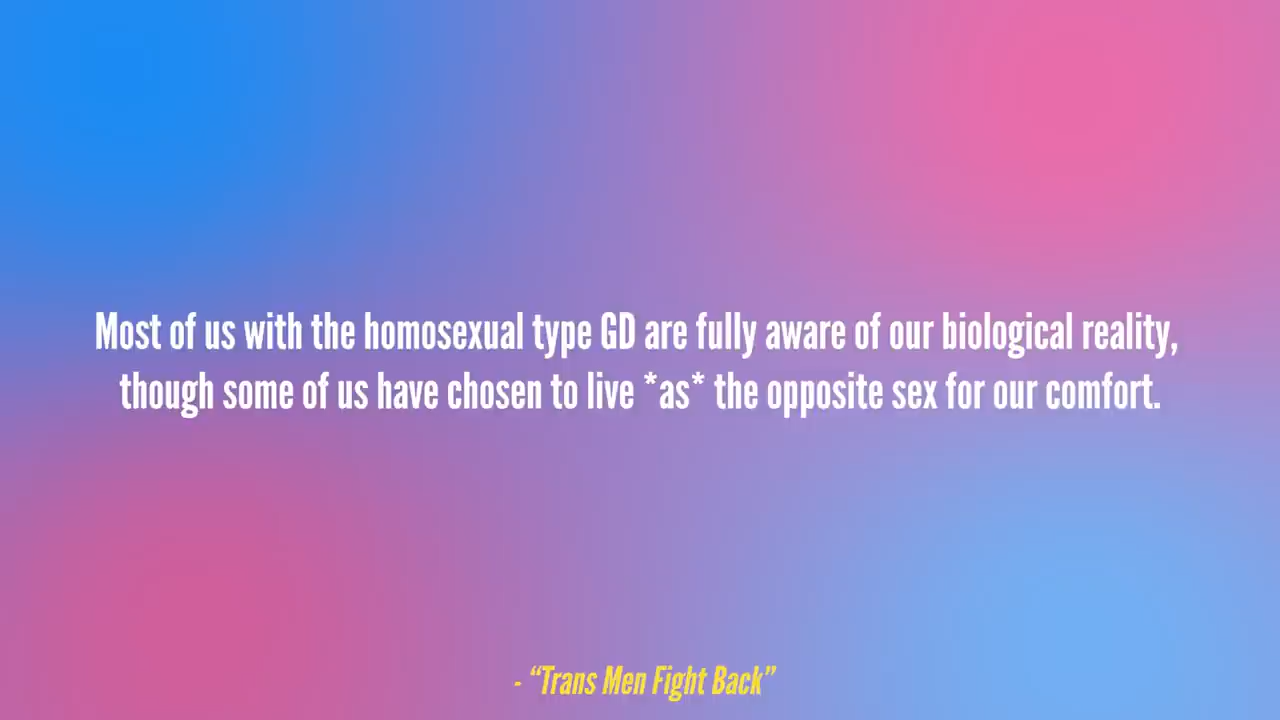 Most of us with the homosexual type GD are fully aware of our biological reality,
though some of us have chosen to live *as* the opposite sex for our comfort.
- “Trans Men Fight Back”